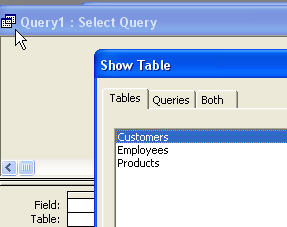 Query1 : Select Query
Show Table
Tables Queries Both
Customers
Employees
Products
Field:
Table: